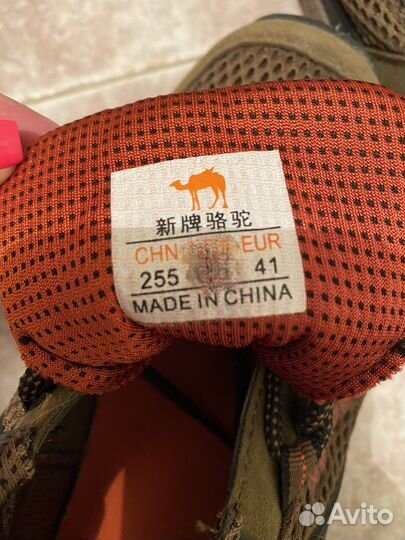 新牌骆驼
CHN EUR
255 41
MADE IN CHINA
Avito